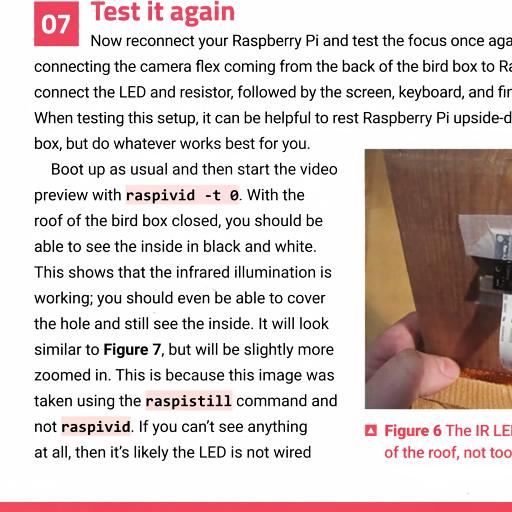 07
Test it again
Now reconnect your Raspberry Pi and test the focus once aga
connecting the camera flex coming from the back of the bird box to Ra
connect the LED and resistor, followed by the screen, keyboard, and fin
When testing this setup, it can be helpful to rest Raspberry Pi upside-d
box, but do whatever works best for you.
Boot up as usual and then start the video
preview with raspivid -t 0. With the
roof of the bird box closed, you should be
able to see the inside in black and white.
This shows that the infrared illumination is
working; you should even be able to cover
the hole and still see the inside. It will look
similar to Figure 7, but will be slightly more
zoomed in. This is because this image was
taken using the raspistill command and
not raspivid. If you can't see anything
at all, then it's likely the LED is not wired
Figure 6 The IR LE
of the roof, not too